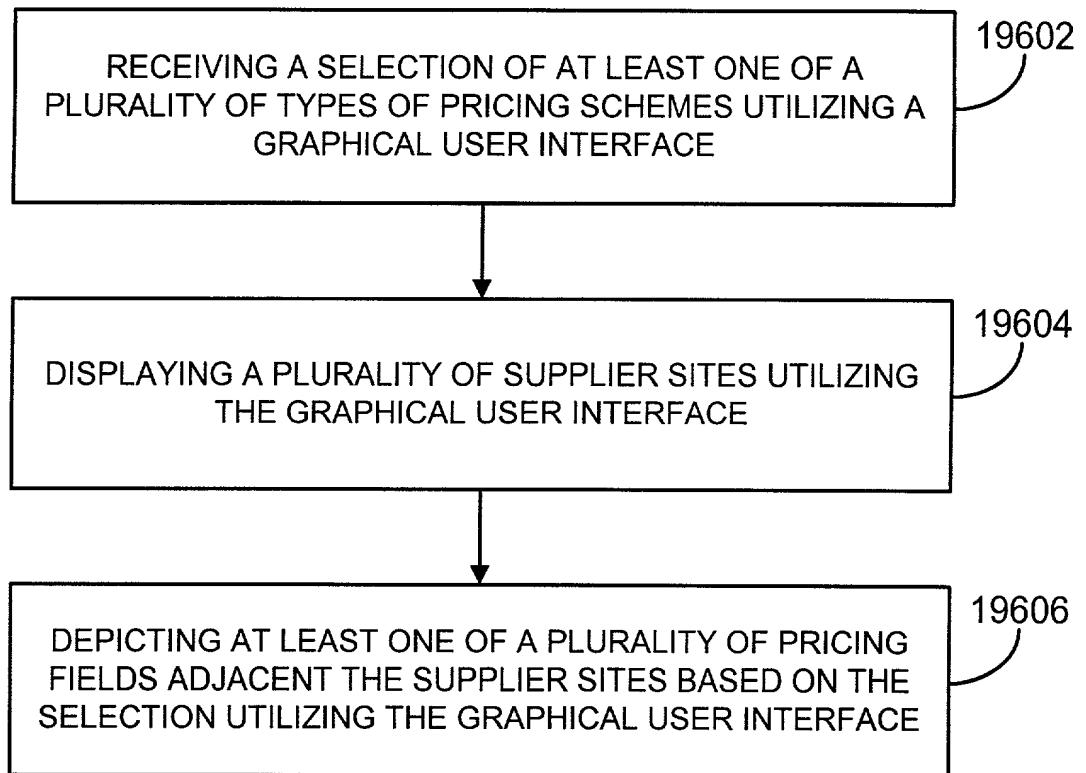 19602
RECEIVING A SELECTION OF AT LEAST ONE OF A
PLURALITY OF TYPES OF PRICING SCHEMES UTILIZING A
GRAPHICAL USER INTERFACE
19604
DISPLAYING A PLURALITY OF SUPPLIER SITES UTILIZING
THE GRAPHICAL USER INTERFACE
19606
DEPICTING AT LEAST ONE OF A PLURALITY OF PRICING
FIELDS ADJACENT THE SUPPLIER SITES BASED ON THE
SELECTION UTILIZING THE GRAPHICAL USER INTERFACE